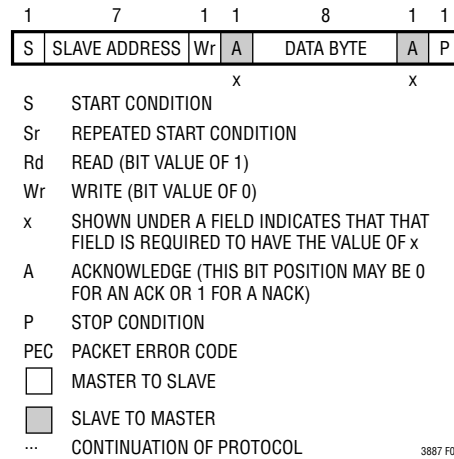 1 7 1 1 8 1 1
S SLAVE ADDRESS Wr A DATA BYTE A P
x x
S START CONDITION
Sr REPEATED START CONDITION
Rd READ (BIT VALUE OF 1)
Wr WRITE (BIT VALUE OF 0)
x SHOWN UNDER A FIELD INDICATES THAT THAT
FIELD IS REQUIRED TO HAVE THE VALUE OF x
A ACKNOWLEDGE (THIS BIT POSITION MAY BE 0
FOR AN ACK OR 1 FOR A NACK)
P STOP CONDITION
PEC PACKET ERROR CODE
MASTER TO SLAVE
SLAVE TO MASTER
... CONTINUATION OF PROTOCOL
3887 F0